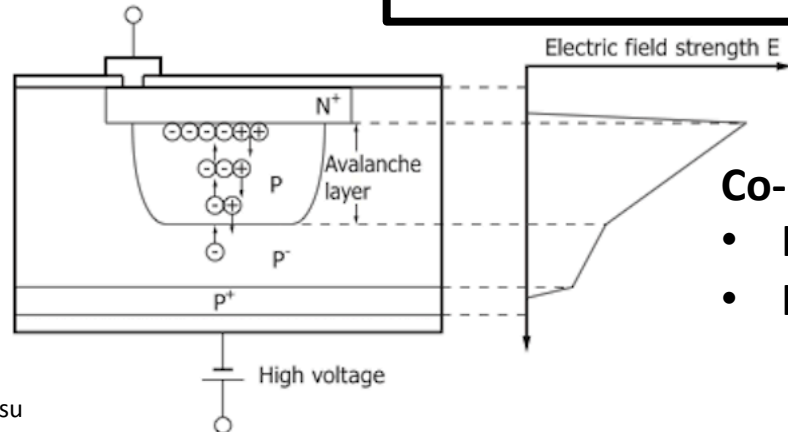 Electric field strength E
N⁺
⊖⊖⊖⊖⊕⊕
⊖⊖⊕
Avalanche
layer
P
⊖⊕
⊖
P⁻
P⁺
High voltage
Co-
•
•
su